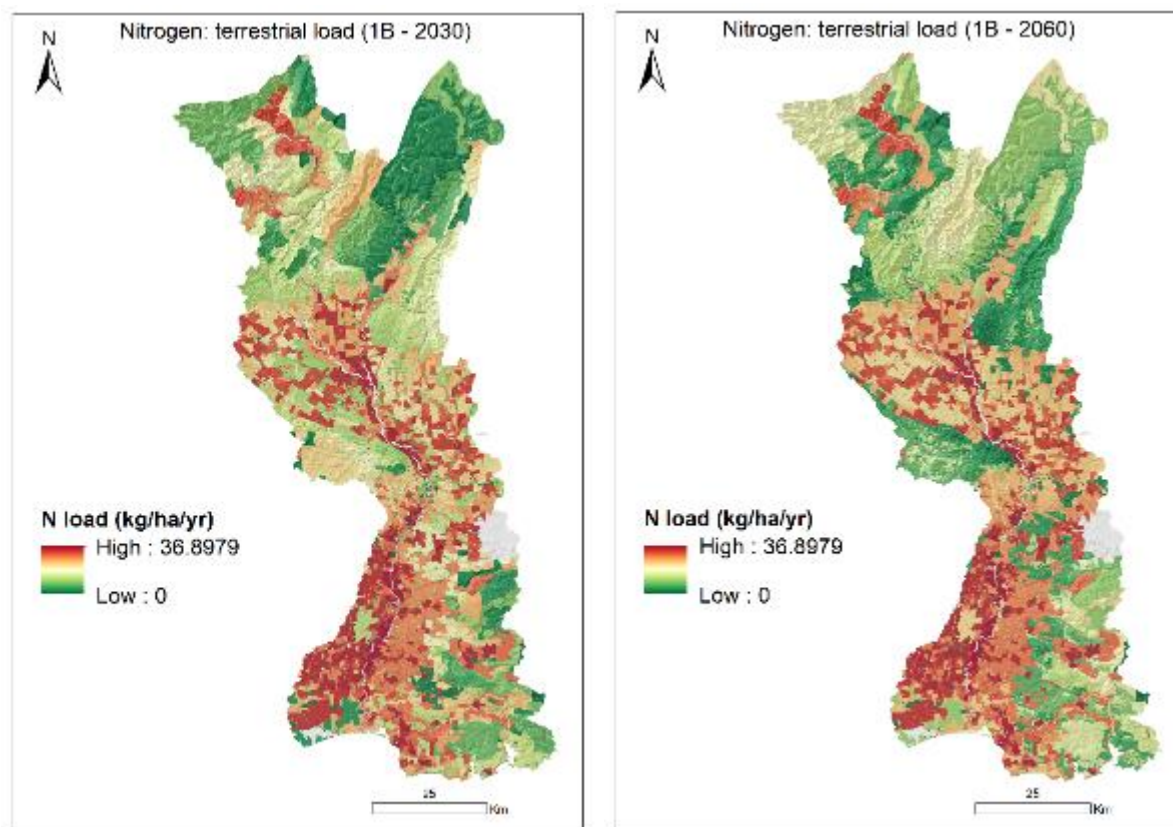 Nitrogen: terrestrial load (1B - 2030)
N
N load (kg/ha/yr)
High : 36.8979
Low : 0
25
Km
Nitrogen: terrestrial load (1B - 2060)
N
N load (kg/ha/yr)
High : 36.8979
Low : 0
25
Km